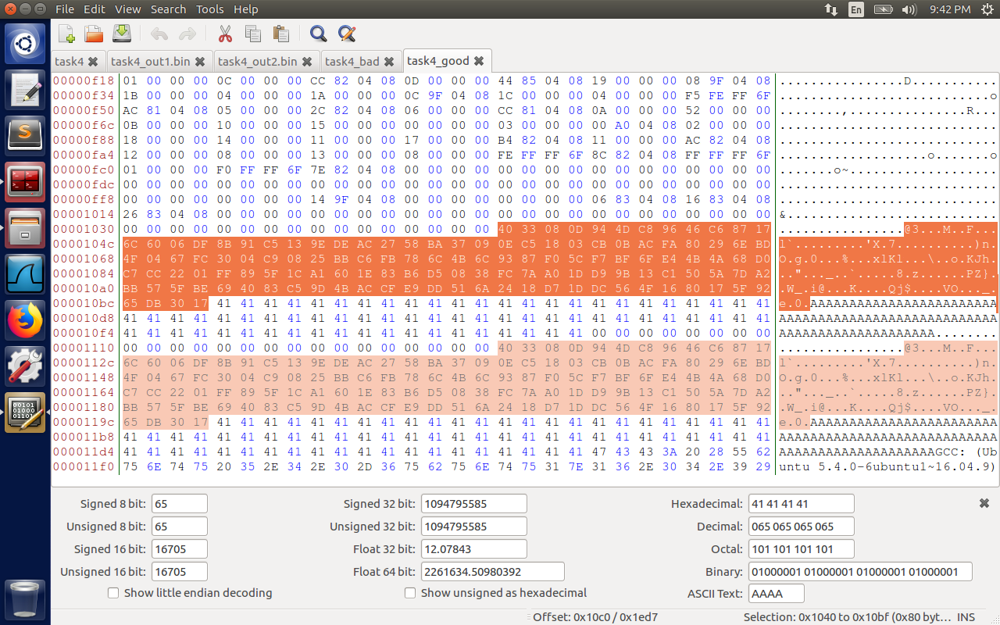 File Edit View Search Tools Help
En
9:42 PM
task4
task4_out1.bin
task4_out2.bin
task4_bad
task4_good
00000f18 01 00 00 00 0C 00 00 00 CC 82 04 08 0D 00 00 00 44 85 04 08 19 00 00 00 08 9F 04 08 ................D...........
00000f34 1B 00 00 00 04 00 00 00 1A 00 00 00 0C 9F 04 08 1C 00 00 00 04 00 00 00 F5 FE FF 6F ...........................o
00000f50 AC 81 04 08 05 00 00 00 2C 82 04 08 06 00 00 00 CC 81 04 08 0A 00 00 00 52 00 00 00 ........,...............R...
00000f6c 0B 00 00 00 10 00 00 00 15 00 00 00 00 00 00 00 03 00 00 00 00 A0 04 08 02 00 00 00 ............................
00000f88 18 00 00 00 14 00 00 00 11 00 00 00 17 00 00 00 B4 82 04 08 11 00 00 00 AC 82 04 08 ............................
00000fa4 12 00 00 00 08 00 00 00 13 00 00 00 08 00 00 00 FE FF FF 6F 8C 82 04 08 FF FF FF 6F ...................o.......o
00000fc0 01 00 00 00 F0 FF FF 6F 7E 82 04 08 00 00 00 00 00 00 00 00 00 00 00 00 00 00 00 00 .......o~...................
00000fdc 00 00 00 00 00 00 00 00 00 00 00 00 00 00 00 00 00 00 00 00 00 00 00 00 00 00 00 00 ............................
00000ff8 00 00 00 00 00 00 00 00 14 9F 04 08 00 00 00 00 00 00 00 00 06 83 04 08 16 83 04 08 ............................
00001014 26 83 04 08 00 00 00 00 00 00 00 00 00 00 00 00 00 00 00 00 00 00 00 00 00 00 00 00 &...........................
00001030 00 00 00 00 00 00 00 00 00 00 00 00 00 00 00 00 40 33 08 0D 94 4D C8 96 46 C6 87 17 ................@3...M..F...
0000104c 6C 60 06 DF 8B 91 C5 13 9E DE AC 27 58 BA 37 09 0E C5 18 03 CB 0B AC FA 80 29 6E BD l`.........'X.7..........)n.
00001068 4F 04 67 FC 30 04 C9 08 25 BB C6 FB 78 6C 4B 6C 93 87 F0 5C F7 BF 6F E4 4B 4A 68 D0 O.g.0...%...xlKl...\..o.KJh.
00001084 C7 CC 22 01 FF 89 5F 1C A1 60 1E 83 B6 D5 08 38 FC 7A A0 1D D9 9B 13 C1 50 5A 7D A2 .."..._..`.....8.z......PZ}.
000010a0 BB 57 5F BE 69 40 83 C5 9D 4B AC CF E9 DD 51 6A 24 18 D7 1D DC 56 4F 16 80 17 5F 92 .W_.i@...K....Qj$....VO..._.
000010bc 65 DB 30 17 41 41 41 41 41 41 41 41 41 41 41 41 41 41 41 41 41 41 41 41 41 41 41 41 e.0.AAAAAAAAAAAAAAAAAAAAAAAA
000010d8 41 41 41 41 41 41 41 41 41 41 41 41 41 41 41 41 41 41 41 41 41 41 41 41 41 41 41 41 AAAAAAAAAAAAAAAAAAAAAAAAAAAA
000010f4 41 41 41 41 41 41 41 41 41 41 41 41 41 41 41 41 41 41 41 41 00 00 00 00 00 00 00 00 AAAAAAAAAAAAAAAAAAAA........
00001110 00 00 00 00 00 00 00 00 00 00 00 00 00 00 00 00 40 33 08 0D 94 4D C8 96 46 C6 87 17 ................@3...M..F...
0000112c 6C 60 06 DF 8B 91 C5 13 9E DE AC 27 58 BA 37 09 0E C5 18 03 CB 0B AC FA 80 29 6E BD l`.........'X.7..........)n.
00001148 4F 04 67 FC 30 04 C9 08 25 BB C6 FB 78 6C 4B 6C 93 87 F0 5C F7 BF 6F E4 4B 4A 68 D0 O.g.0...%...xlKl...\..o.KJh.
00001164 C7 CC 22 01 FF 89 5F 1C A1 60 1E 83 B6 D5 08 38 FC 7A A0 1D D9 9B 13 C1 50 5A 7D A2 .."..._..`.....8.z......PZ}.
00001180 BB 57 5F BE 69 40 83 C5 9D 4B AC CF E9 DD 51 6A 24 18 D7 1D DC 56 4F 16 80 17 5F 92 .W_.i@...K....Qj$....VO..._.
0000119c 65 DB 30 17 41 41 41 41 41 41 41 41 41 41 41 41 41 41 41 41 41 41 41 41 41 41 41 41 e.0.AAAAAAAAAAAAAAAAAAAAAAAA
000011b8 41 41 41 41 41 41 41 41 41 41 41 41 41 41 41 41 41 41 41 41 41 41 41 41 41 41 41 41 AAAAAAAAAAAAAAAAAAAAAAAAAAAA
000011d4 41 41 41 41 41 41 41 41 41 41 41 41 41 41 41 41 41 41 41 41 47 43 43 3A 20 28 55 62 AAAAAAAAAAAAAAAAAAAAGCC: (Ub
000011f0 75 6E 74 75 20 35 2E 34 2E 30 2D 36 75 62 75 6E 74 75 31 7E 31 36 2E 30 34 2E 39 29 untu 5.4.0-6ubuntu1~16.04.9)
Signed 8 bit: 65 Signed 32 bit: 1094795585 Hexadecimal: 41 41 41 41
Unsigned 8 bit: 65 Unsigned 32 bit: 1094795585 Decimal: 065 065 065 065
Signed 16 bit: 16705 Float 32 bit: 12.07843 Octal: 101 101 101 101
Unsigned 16 bit: 16705 Float 64 bit: 2261634.50980392 Binary: 01000001 01000001 01000001 01000001
Show little endian decoding Show unsigned as hexadecimal ASCII Text: AAAA
Offset: 0x10c0 / 0x1ed7 Selection: 0x1040 to 0x10bf (0x80 byt... INS